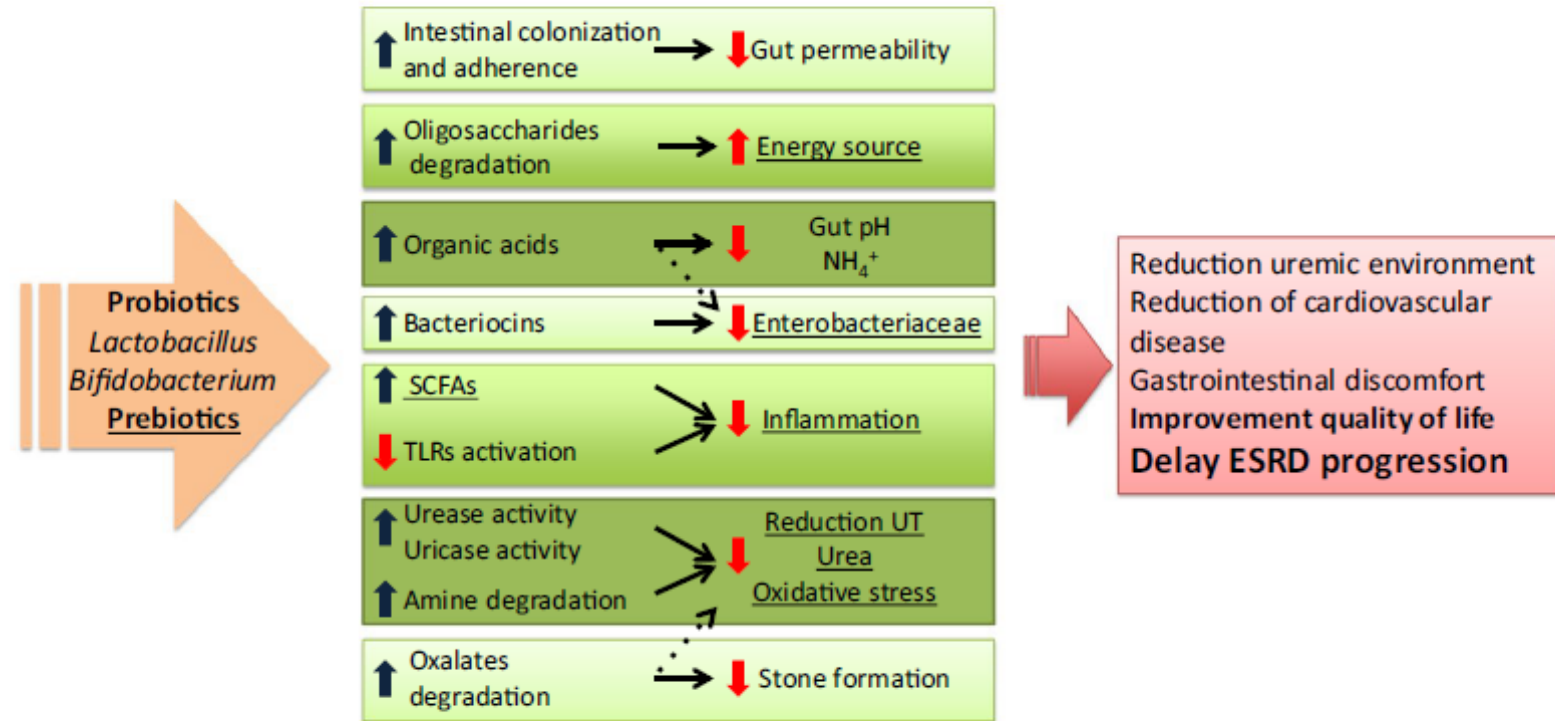 Probiotics
Lactobacillus
Bifidobacterium
Prebiotics
Intestinal colonization
and adherence
Gut permeability
Oligosaccharides
degradation
Energy source
Organic acids
Gut pH
NH₄⁺
Bacteriocins
Enterobacteriaceae
SCFAs
TLRs activation
Inflammation
Urease activity
Uricase activity
Amine degradation
Reduction UT
Urea
Oxidative stress
Oxalates
degradation
Stone formation
Reduction uremic environment
Reduction of cardiovascular
disease
Gastrointestinal discomfort
Improvement quality of life
Delay ESRD progression